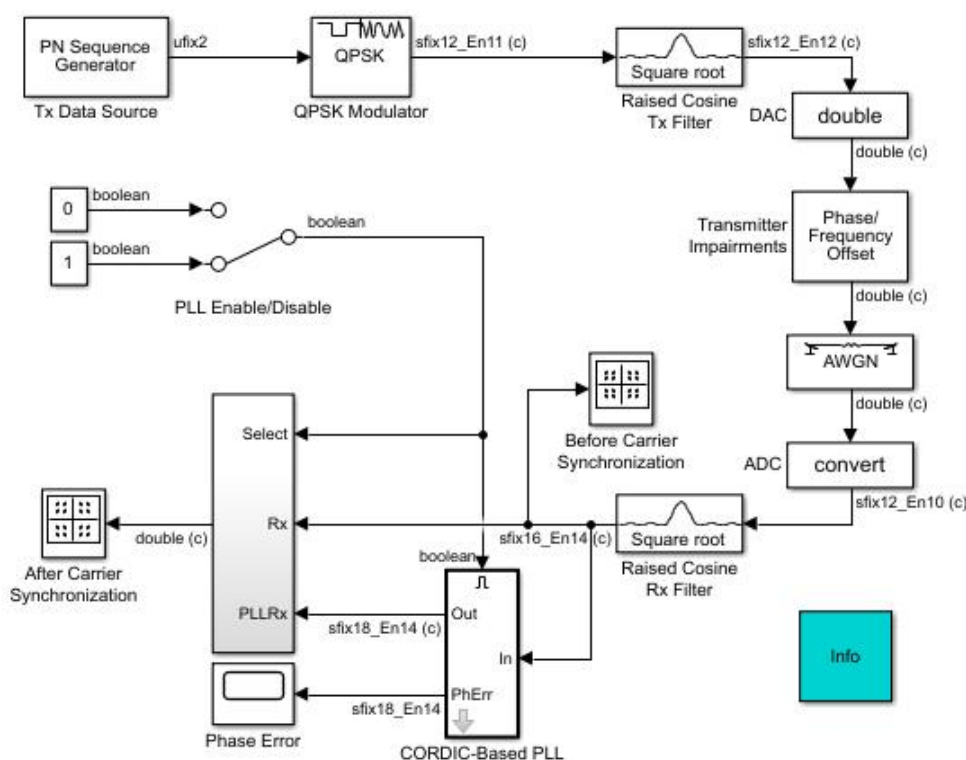 PN Sequence
Generator
Tx Data Source
ufix2
QPSK
QPSK Modulator
sfix12_En11 (c)
Square root
Raised Cosine
Tx Filter
sfix12_En12 (c)
DAC
double
double (c)
0
boolean
1
boolean
boolean
PLL Enable/Disable
Transmitter
Impairments
Phase/
Frequency
Offset
double (c)
AWGN
double (c)
Before Carrier
Synchronization
ADC
convert
sfix12_En10 (c)
Square root
Raised Cosine
Rx Filter
sfix16_En14 (c)
Select
Rx
PLLRx
double (c)
After Carrier
Synchronization
boolean
Out
In
PhErr
CORDIC-Based PLL
sfix18_En14 (c)
sfix18_En14
Phase Error
Info